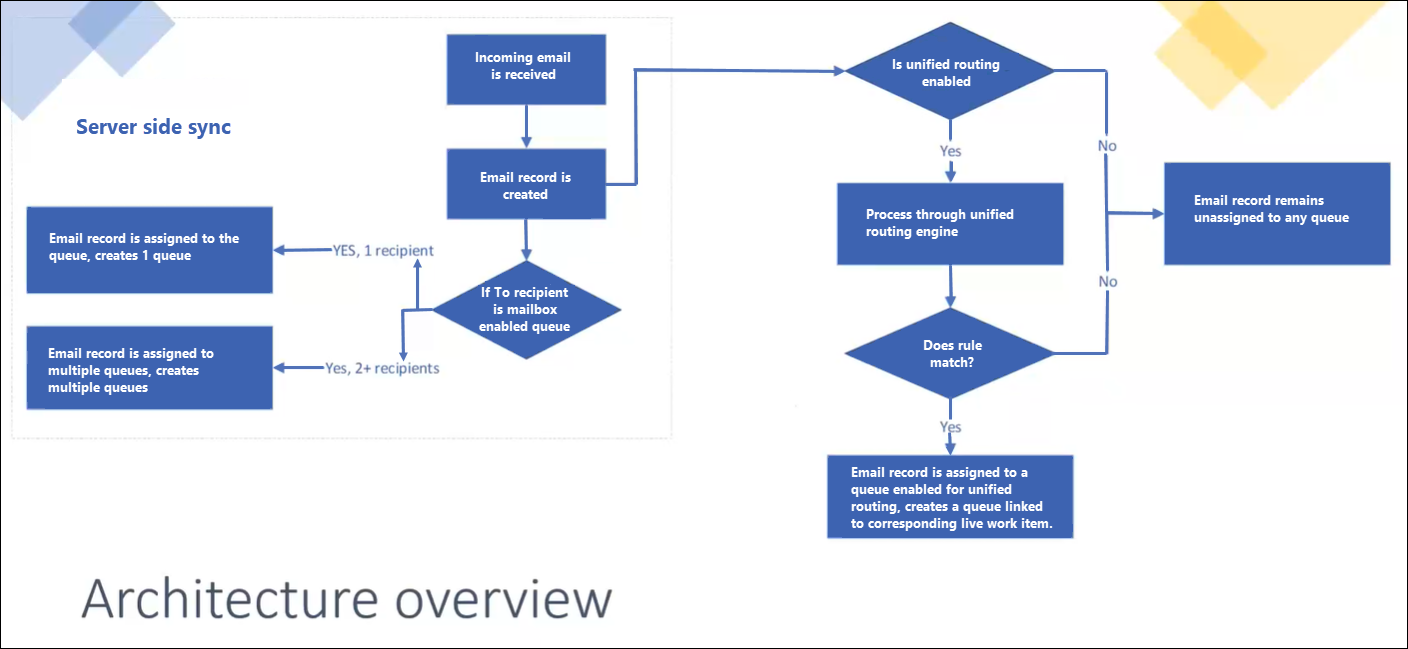 Server side sync
Incoming email
is received
Email record is
created
If To recipient
is mailbox
enabled queue
YES, 1 recipient
Email record is assigned to the
queue, creates 1 queue
Yes, 2+ recipients
Email record is assigned to
multiple queues, creates
multiple queues
Is unified routing
enabled
Yes
No
Process through unified
routing engine
Email record remains
unassigned to any queue
Does rule
match?
No
Yes
Email record is assigned to a
queue enabled for unified
routing, creates a queue linked
to corresponding live work item.
Architecture overview